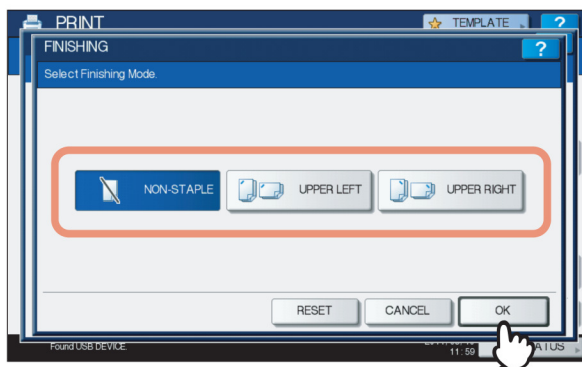 PRINT
TEMPLATE
?
FINISHING
?
Select Finishing Mode.
NON-STAPLE
UPPER LEFT
UPPER RIGHT
RESET
CANCEL
OK
Found USB DEVICE.
11:59